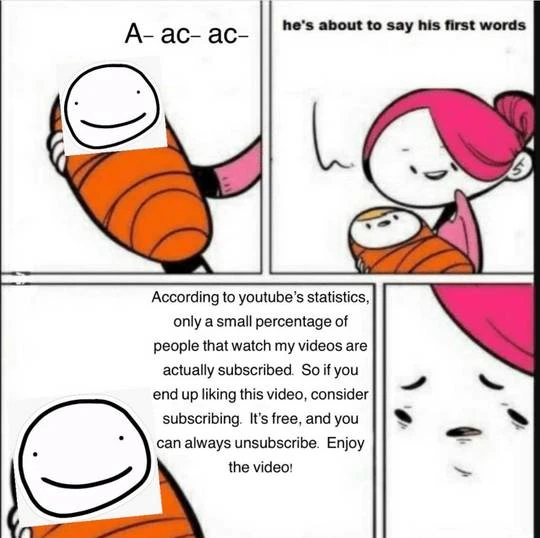 A- ac- ac-
he's about to say his first words
According to youtube's statistics,
only a small percentage of
people that watch my videos are
actually subscribed. So if you
end up liking this video, consider
subscribing. It's free, and you
can always unsubscribe. Enjoy
the video!